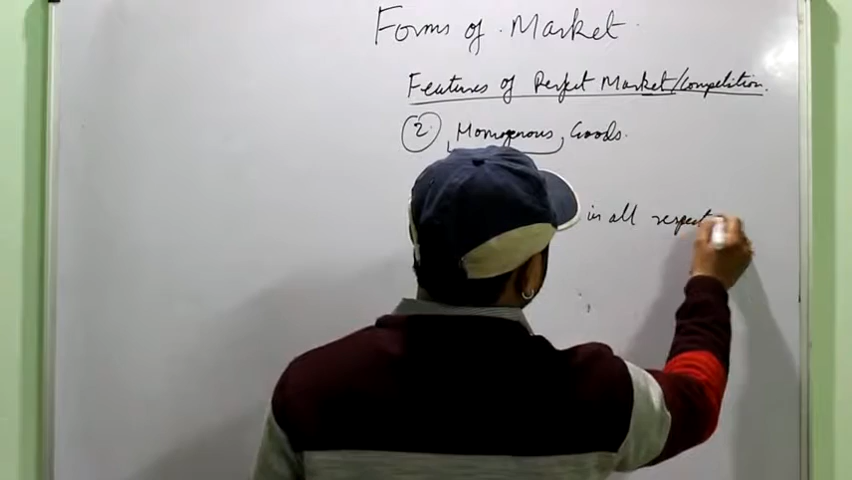 Forms of Market
Features of Perfect Market/Competition.
2. Homogenous Goods.
in all respect